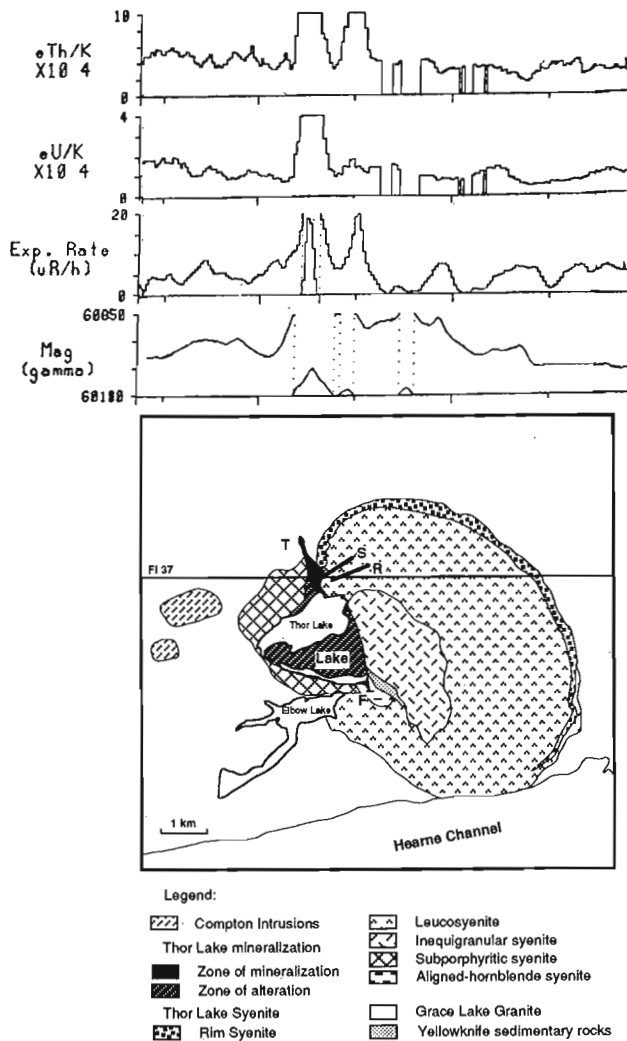 10
eTh/K
X10 4
0
4
eU/K
X10 4
0
20
Exp. Rate
(uR/h)
0
60050
Mag
(gamma)
60180
T
S
R
Fl 37
Thor Lake
Lake
F
Elbow Lake
1 km
Hearne Channel
Legend:
Compton Intrusions
Thor Lake mineralization
Zone of mineralization
Zone of alteration
Thor Lake Syenite
Rim Syenite
Leucosyenite
Inequigranular syenite
Subporphyritic syenite
Aligned-hornblende syenite
Grace Lake Granite
Yellowknife sedimentary rocks